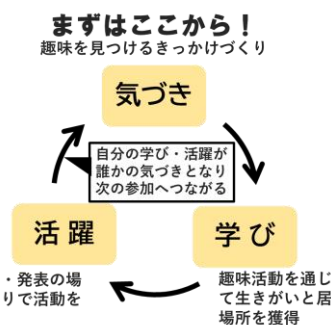 まずはここから！
趣味を見つけるきっかけづくり
気づき
自分の学び・活躍が
誰かの気づきとなり
次の参加へつながる
活躍
学び
・発表の場
りで活動を
趣味活動を通じ
て生きがいと居
場所を獲得